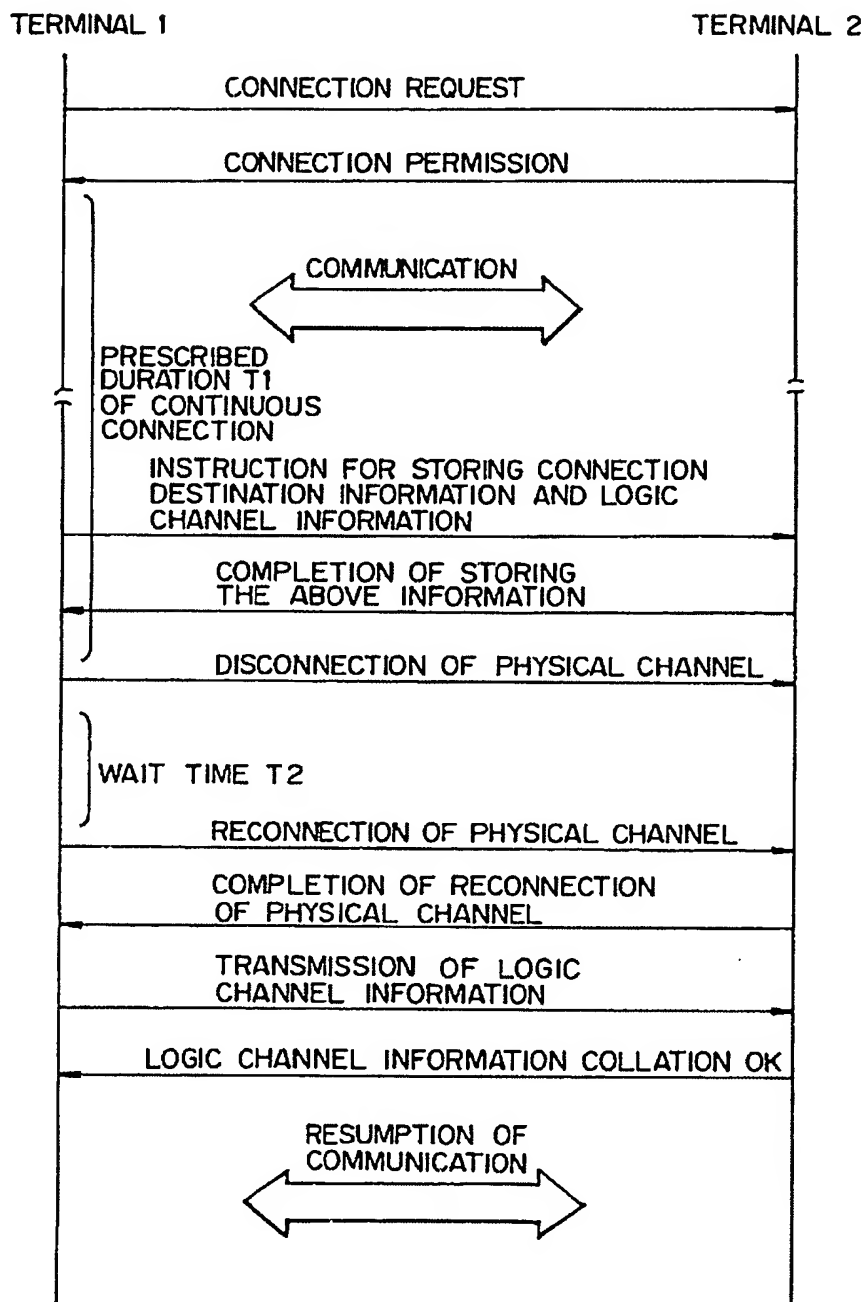 TERMINAL 1
TERMINAL 2
CONNECTION REQUEST
CONNECTION PERMISSION
COMMUNICATION
PRESCRIBED
DURATION T1
OF CONTINUOUS
CONNECTION
INSTRUCTION FOR STORING CONNECTION
DESTINATION INFORMATION AND LOGIC
CHANNEL INFORMATION
COMPLETION OF STORING
THE ABOVE INFORMATION
DISCONNECTION OF PHYSICAL CHANNEL
WAIT TIME T2
RECONNECTION OF PHYSICAL CHANNEL
COMPLETION OF RECONNECTION
OF PHYSICAL CHANNEL
TRANSMISSION OF LOGIC
CHANNEL INFORMATION
LOGIC CHANNEL INFORMATION COLLATION OK
RESUMPTION OF
COMMUNICATION